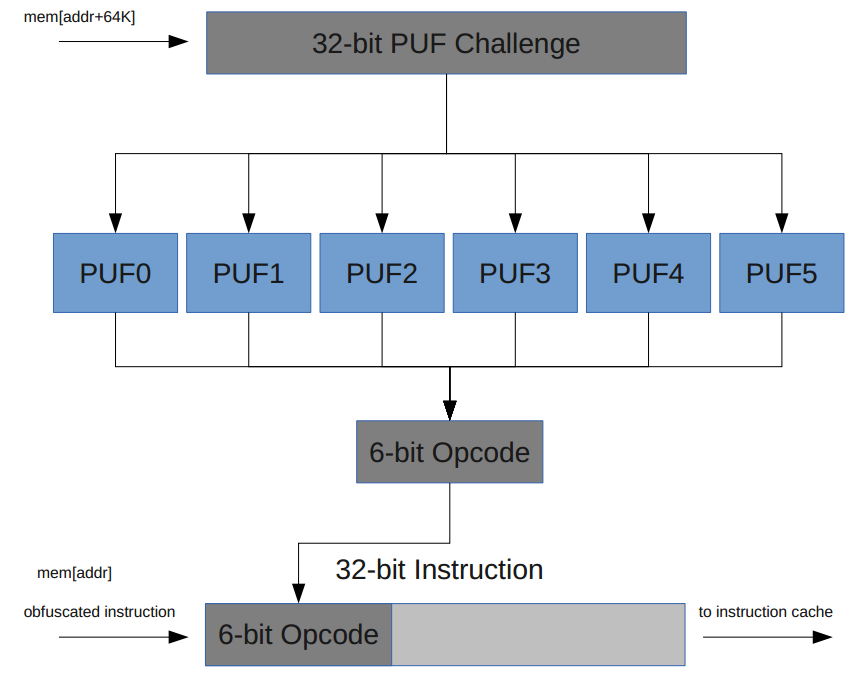 mem[addr+64K]
32-bit PUF Challenge
PUF0 PUF1 PUF2 PUF3 PUF4 PUF5
6-bit Opcode
mem[addr]
32-bit Instruction
obfuscated instruction
6-bit Opcode
to instruction cache